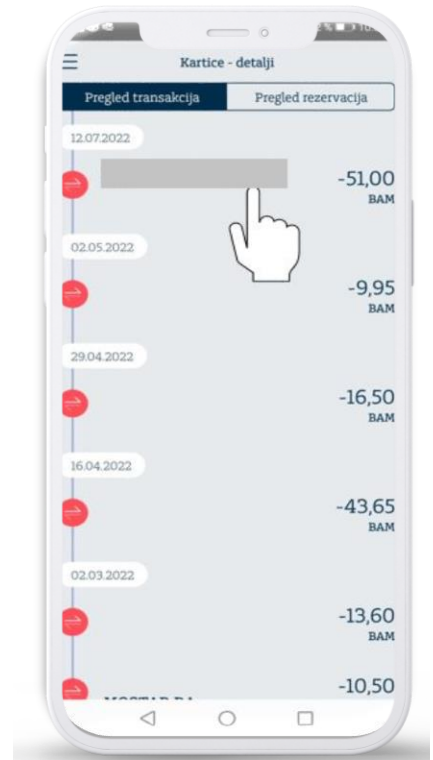 Kartice - detalji
Pregled transakcija
Pregled rezervacija
12.07.2022
-51,00
BAM
02.05.2022
-9,95
BAM
29.04.2022
-16,50
BAM
16.04.2022
-43,65
BAM
02.03.2022
-13,60
BAM
-10,50